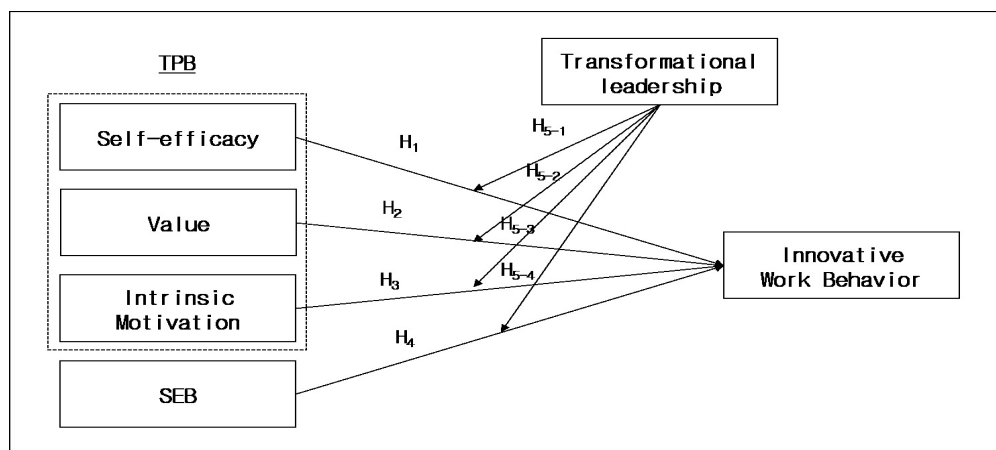 TPB
Transformational
leadership
Self-efficacy
H1
H5-1
H5-2
Value
H2
H5-3
Innovative
Work Behavior
H5-4
Intrinsic
Motivation
H3
H4
SEB